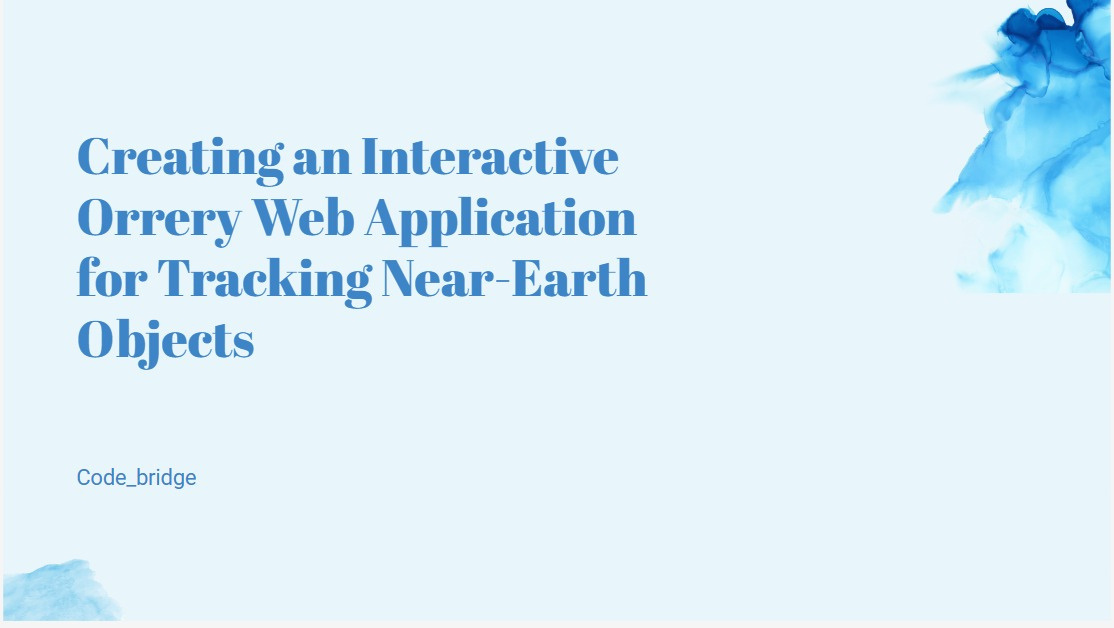 Creating an Interactive
Orrery Web Application
for Tracking Near-Earth
Objects
Code_bridge